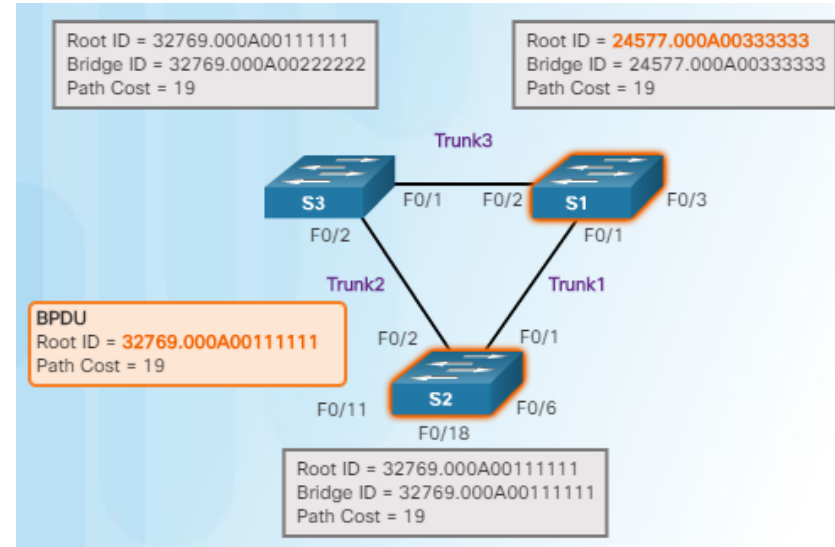 Root ID = 32769.000A00111111
Bridge ID = 32769.000A00222222
Path Cost = 19
Root ID = 24577.000A00333333
Bridge ID = 24577.000A00333333
Path Cost = 19
Trunk3
S3
F0/1
F0/2
S1
F0/3
F0/2
F0/1
Trunk2
Trunk1
BPDU
Root ID = 32769.000A00111111
Path Cost = 19
F0/2
F0/1
S2
F0/11
F0/6
F0/18
Root ID = 32769.000A00111111
Bridge ID = 32769.000A00111111
Path Cost = 19